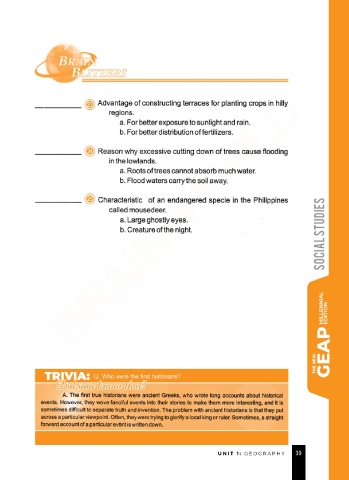 BRAIN
BLITZERS
Advantage of constructing terraces for planting crops in hilly
regions.
a. For better exposure to sunlight and rain.
b. For better distribution of fertilizers.
Reason why excessive cutting down of trees cause flooding
in the lowlands.
a. Roots of trees cannot absorb much water.
b. Flood waters carry the soil away.
Characteristic of an endangered specie in the Philippines
called mousedeer.
a. Large ghostly eyes.
b. Creature of the night.
SOCIAL STUDIES
THE NEW
GEAP MILLENNIAL
EDITION
TRIVIA: Q. Who were the first historians?
Did you know that?
A. The first true historians were ancient Greeks, who wrote long accounts about historical
events. However, they wove fanciful events into their stories to make them more interesting, and it is
sometimes difficult to separate truth and invention. The problem with ancient historians is that they put
across a particular viewpoint. Often, they were trying to glorify a local king or ruler. Sometimes, a straight
forward account of a particular event is written down.
UNIT 1: GEOGRAPHY 39